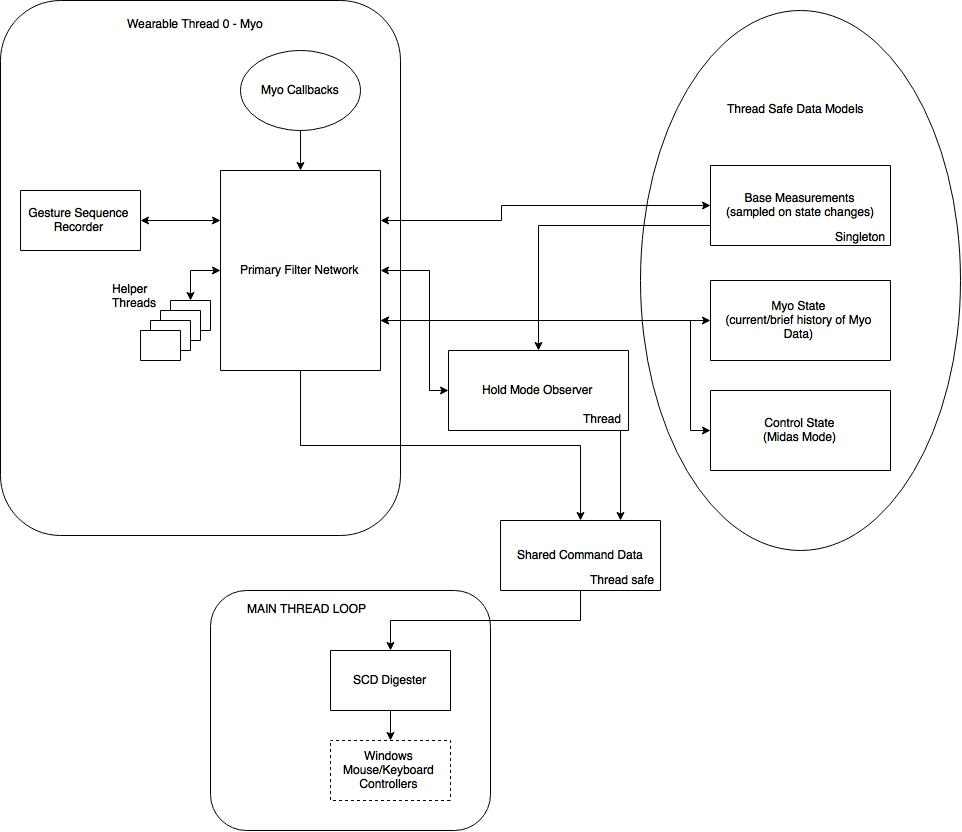 Wearable Thread 0 - Myo
Myo Callbacks
Thread Safe Data Models
Gesture Sequence
Recorder
Primary Filter Network
Base Measurements
(sampled on state changes)
Singleton
Helper
Threads
Myo State
(current/brief history of Myo
Data)
Hold Mode Observer
Thread
Control State
(Midas Mode)
Shared Command Data
Thread safe
MAIN THREAD LOOP
SCD Digester
Windows
Mouse/Keyboard
Controllers